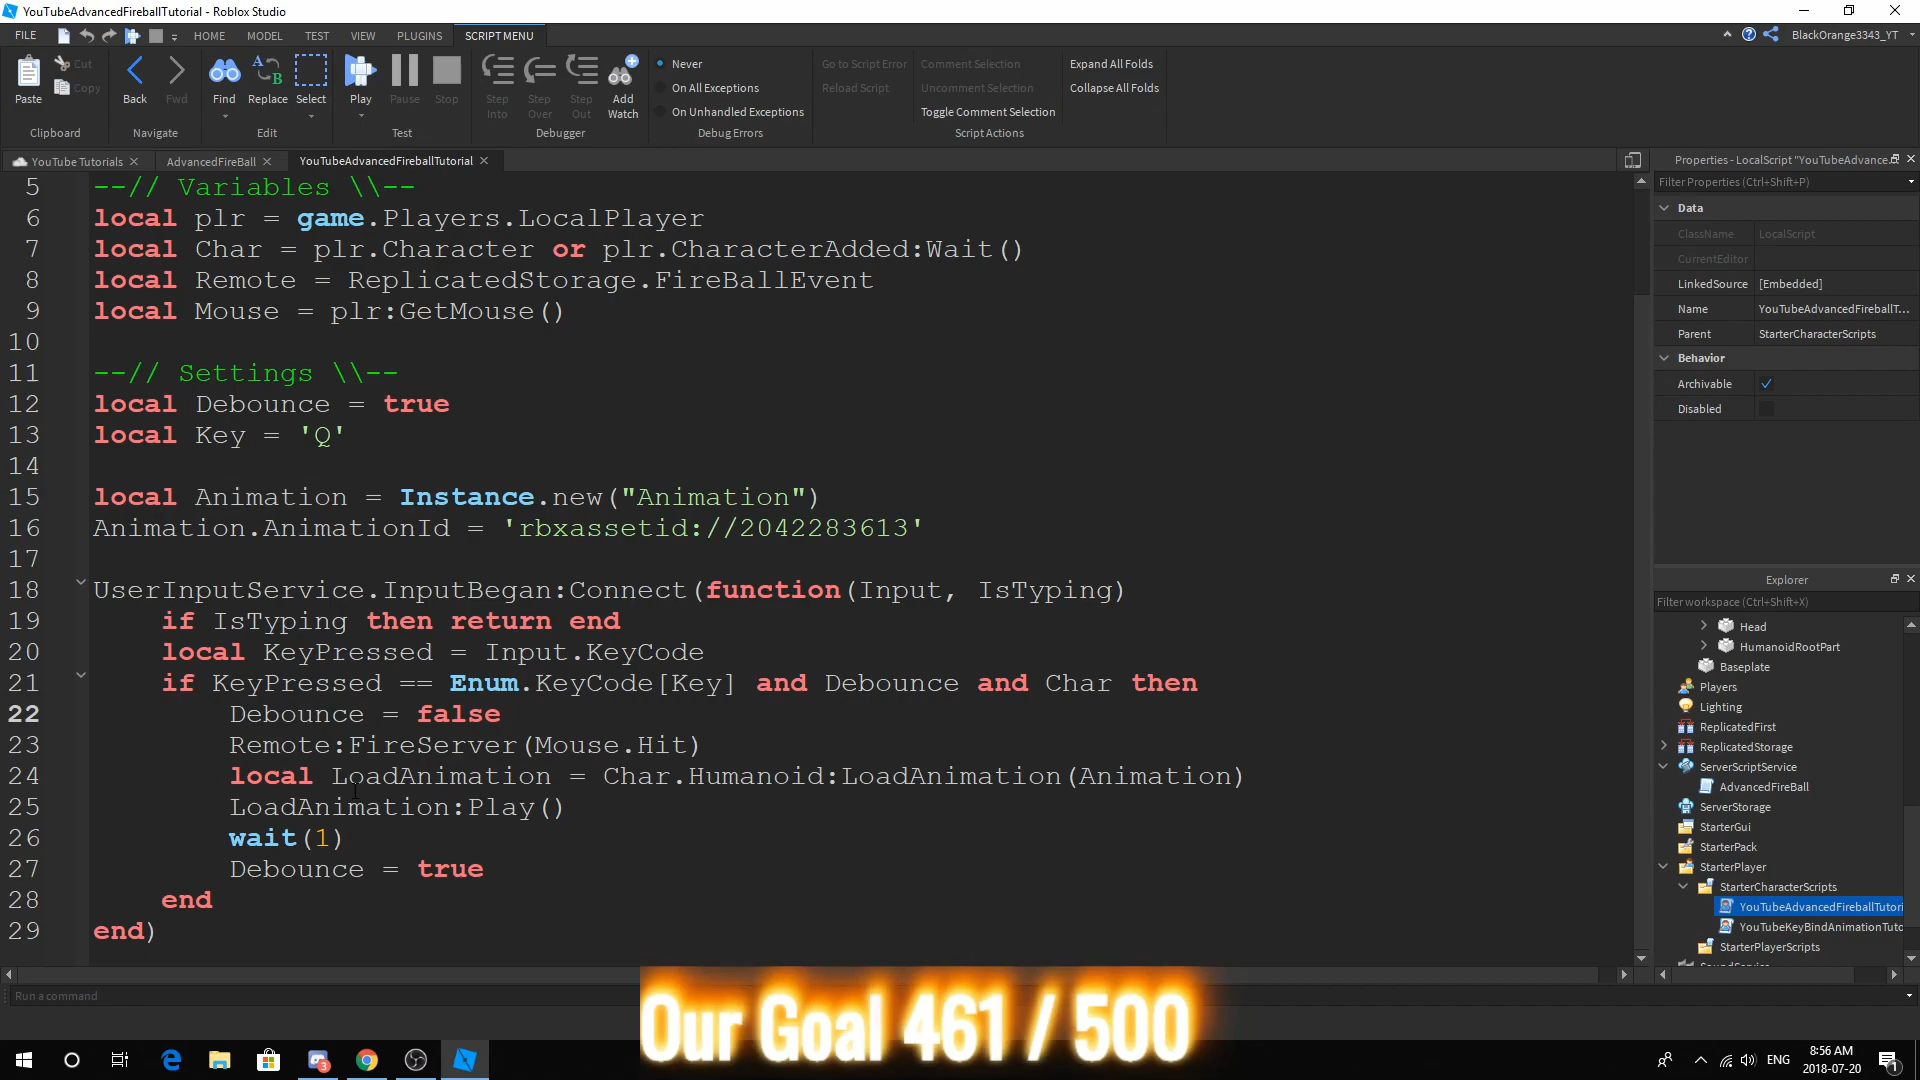 YouTubeAdvancedFireballTutorial - Roblox Studio
FILE HOME MODEL TEST VIEW PLUGINS SCRIPT MENU BlackOrange3343_YT
Paste Cut Copy Back Fwd Find Replace Select Play Pause Stop Step Into Step Over Step Out Add Watch
Never
On All Exceptions
On Unhandled Exceptions
Go to Script Error
Reload Script
Comment Selection
Uncomment Selection
Toggle Comment Selection
Expand All Folds
Collapse All Folds
Clipboard Navigate Edit Test Debugger Debug Errors Script Actions
YouTube Tutorials AdvancedFireBall YouTubeAdvancedFireballTutorial
5 --// Variables \\--
6 local plr = game.Players.LocalPlayer
7 local Char = plr.Character or plr.CharacterAdded:Wait()
8 local Remote = ReplicatedStorage.FireBallEvent
9 local Mouse = plr:GetMouse()
10
11 --// Settings \\--
12 local Debounce = true
13 local Key = 'Q'
14
15 local Animation = Instance.new("Animation")
16 Animation.AnimationId = 'rbxassetid://2042283613'
17
18 UserInputService.InputBegan:Connect(function(Input, IsTyping)
19 if IsTyping then return end
20 local KeyPressed = Input.KeyCode
21 if KeyPressed == Enum.KeyCode[Key] and Debounce and Char then
22 Debounce = false
23 Remote:FireServer(Mouse.Hit)
24 local LoadAnimation = Char.Humanoid:LoadAnimation(Animation)
25 LoadAnimation:Play()
26 wait(1)
27 Debounce = true
28 end
29 end)
Properties - LocalScript "YouTubeAdvance...
Filter Properties (Ctrl+Shift+P)
Data
ClassName LocalScript
CurrentEditor
LinkedSource [Embedded]
Name YouTubeAdvancedFireballT...
Parent StarterCharacterScripts
Behavior
Archivable
Disabled
Explorer
Filter workspace (Ctrl+Shift+X)
Head
HumanoidRootPart
Baseplate
Players
Lighting
ReplicatedFirst
ReplicatedStorage
ServerScriptService
AdvancedFireBall
ServerStorage
StarterGui
StarterPack
StarterPlayer
StarterCharacterScripts
YouTubeAdvancedFireballTutori
YouTubeKeyBindAnimationTuto
StarterPlayerScripts
Run a command
Our Goal 461 / 500
3
ENG
8:56 AM
2018-07-20
1